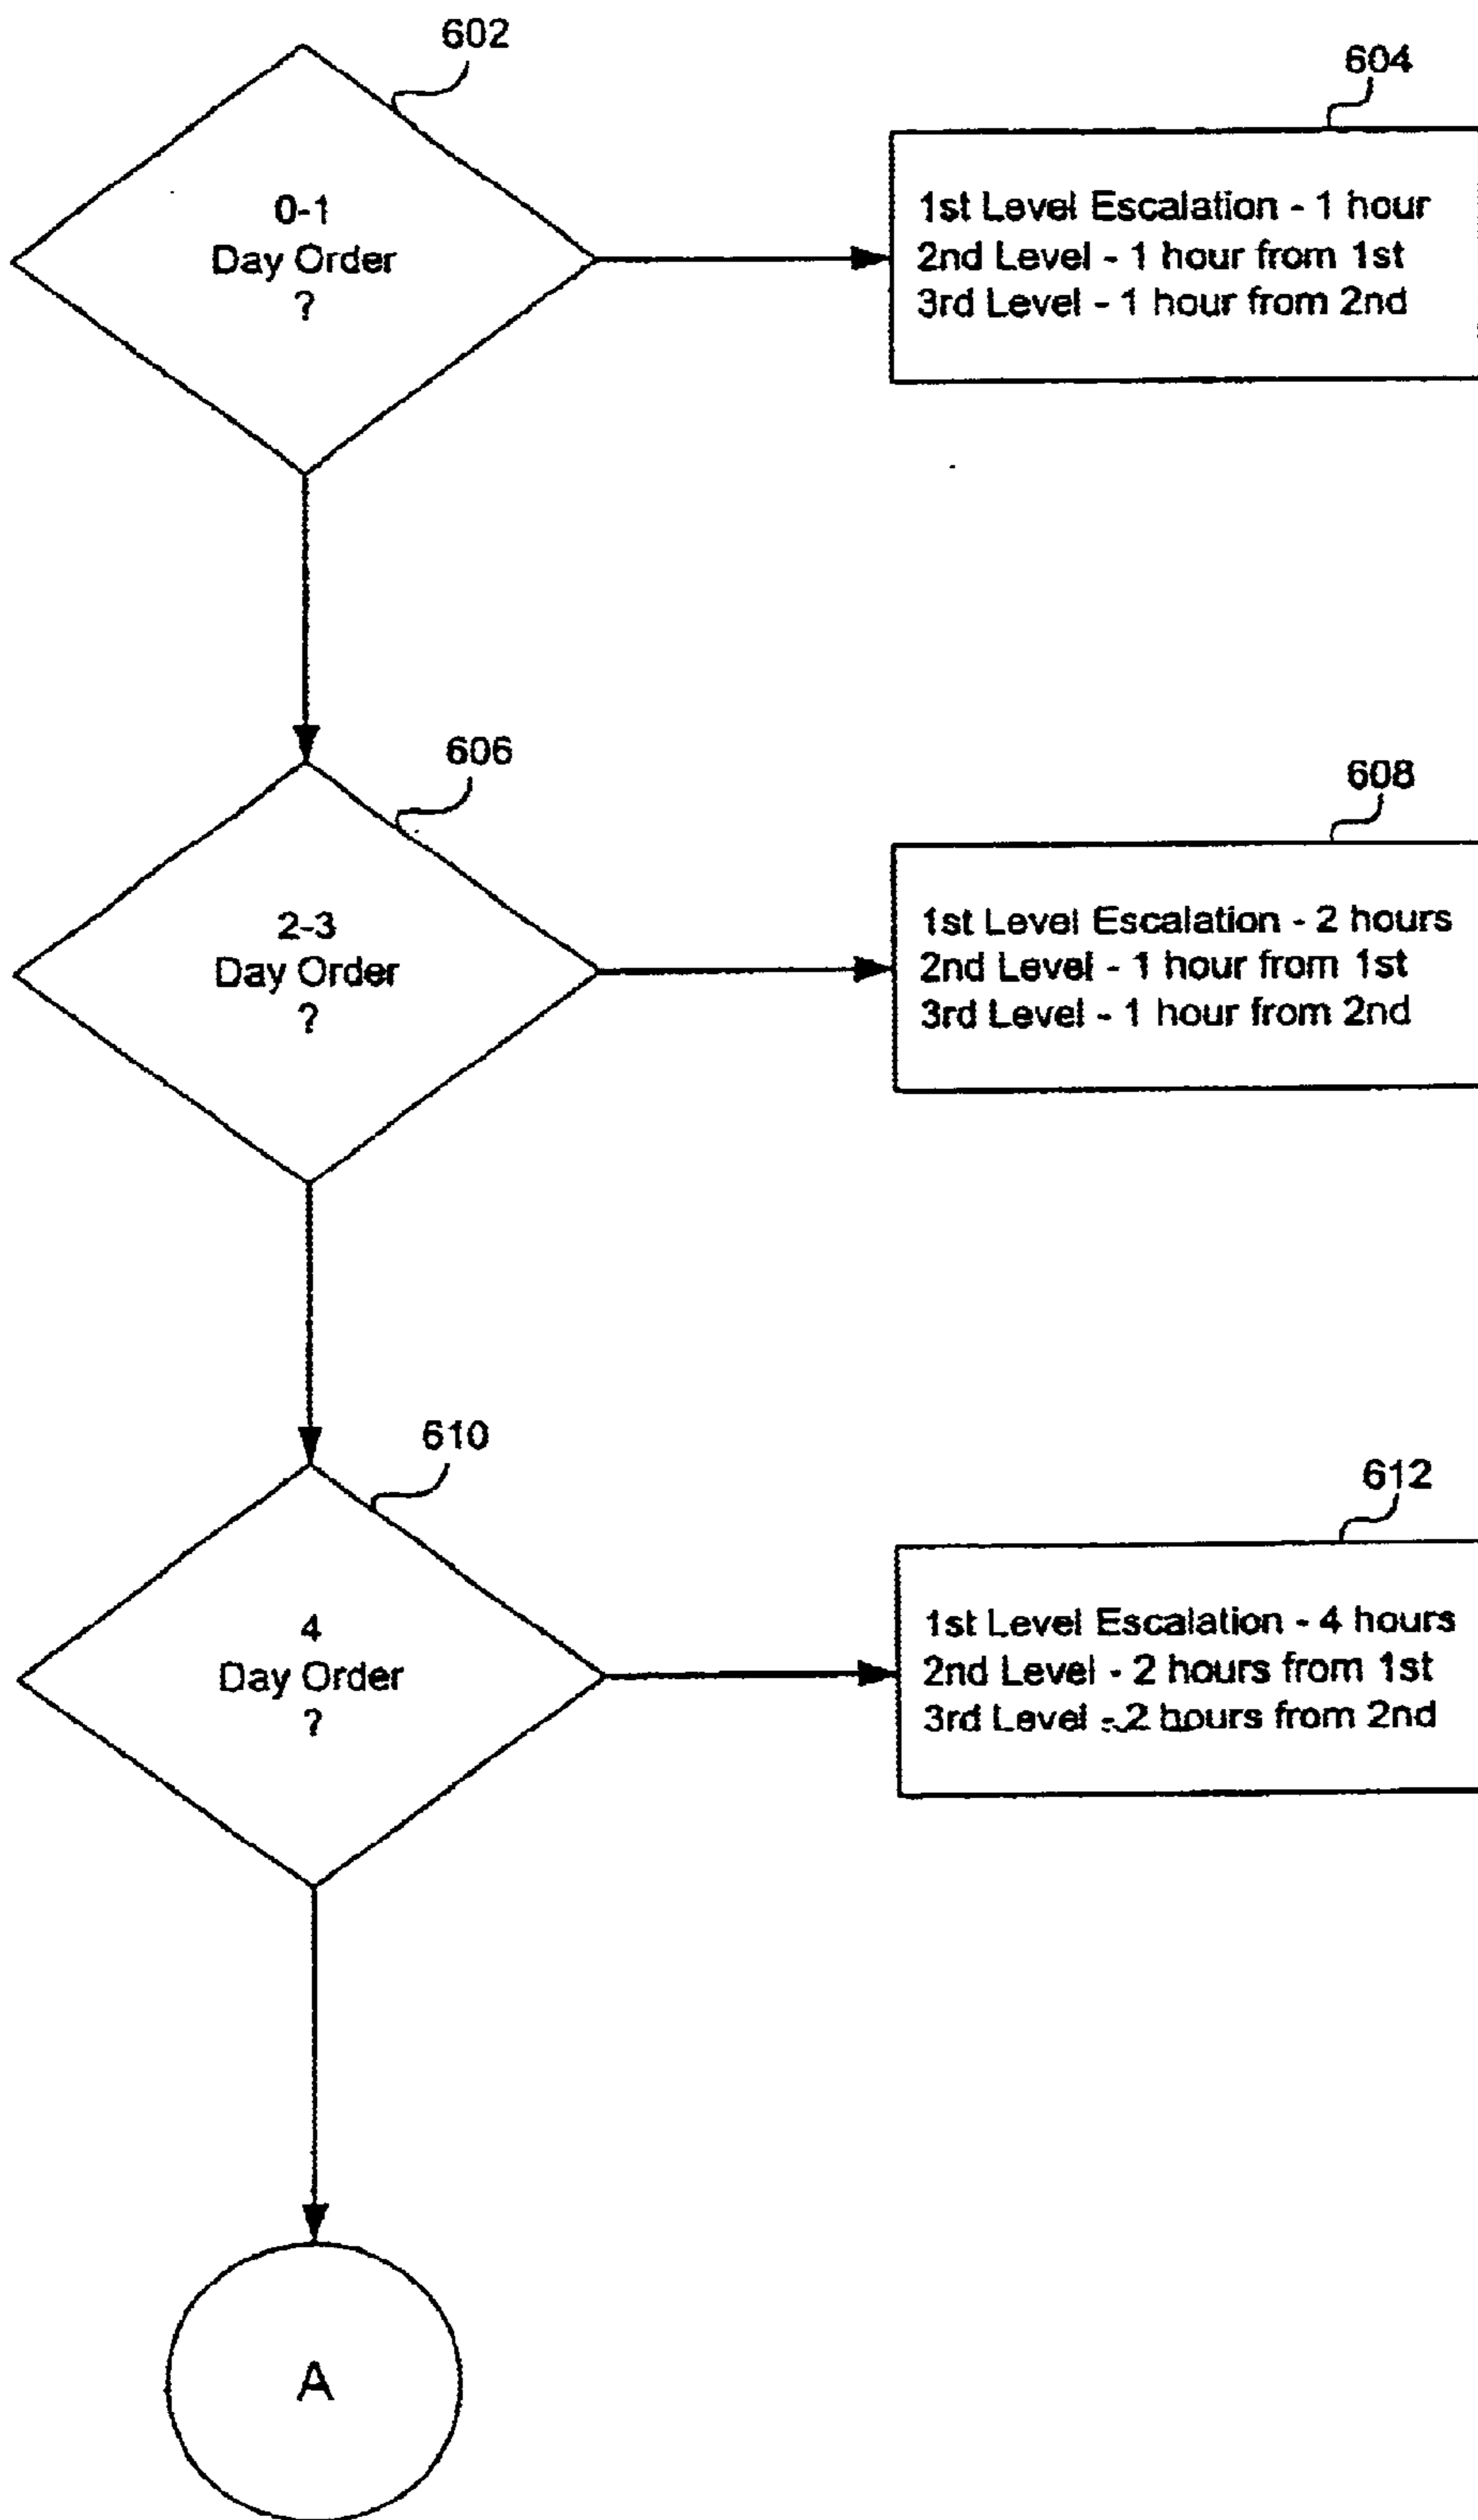 602
0-1
Day Order
?
604
1st Level Escalation - 1 hour
2nd Level - 1 hour from 1st
3rd Level - 1 hour from 2nd
606
2-3
Day Order
?
608
1st Level Escalation - 2 hours
2nd Level - 1 hour from 1st
3rd Level - 1 hour from 2nd
610
4
Day Order
?
612
1st Level Escalation - 4 hours
2nd Level - 2 hours from 1st
3rd Level - 2 hours from 2nd
A